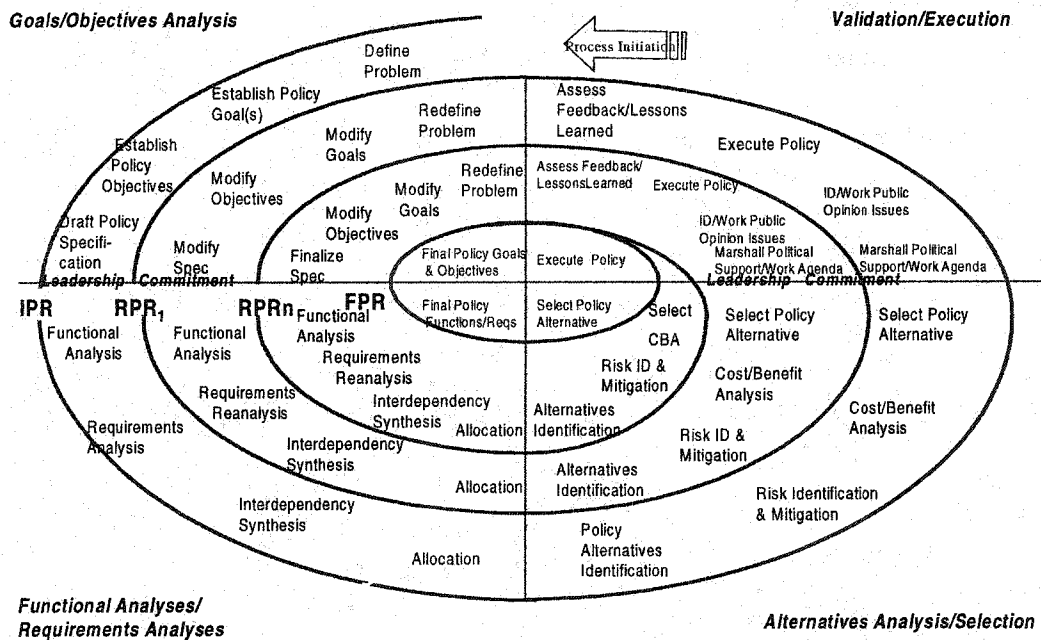 Goals/Objectives Analysis
Validation/Execution
Process Initiation
Define
Problem
Establish Policy
Goal(s)
Establish
Policy
Objectives
Draft Policy
Specifi-
cation
Redefine
Problem
Modify
Goals
Modify
Objectives
Modify
Spec
Redefine
Problem
Modify
Goals
Modify
Objectives
Finalize
Spec
Final Policy Goals
& Objectives
Assess
Feedback/Lessons
Learned
Execute Policy
ID/Work Public
Opinion Issues
Marshall Political
Support/Work Agenda
Assess Feedback/
LessonsLearned
Execute Policy
ID/Work Public
Opinion Issues
Marshall Political
Support/Work Agenda
Execute Policy
Leadership Commitment
Leadership Commitment
IPR
RPR1
RPRn
FPR
Functional
Analysis
Requirements
Analysis
Interdependency
Synthesis
Allocation
Functional
Analysis
Requirements
Reanalysis
Interdependency
Synthesis
Allocation
Functional
Analysis
Requirements
Reanalysis
Interdependency
Synthesis
Allocation
Final Policy
Functions/Reqs
Select Policy
Alternative
Select
CBA
Risk ID &
Mitigation
Alternatives
Identification
Select Policy
Alternative
Cost/Benefit
Analysis
Risk ID &
Mitigation
Alternatives
Identification
Select Policy
Alternative
Cost/Benefit
Analysis
Risk Identification
& Mitigation
Policy
Alternatives
Identification
Functional Analyses/
Requirements Analyses
Alternatives Analysis/Selection